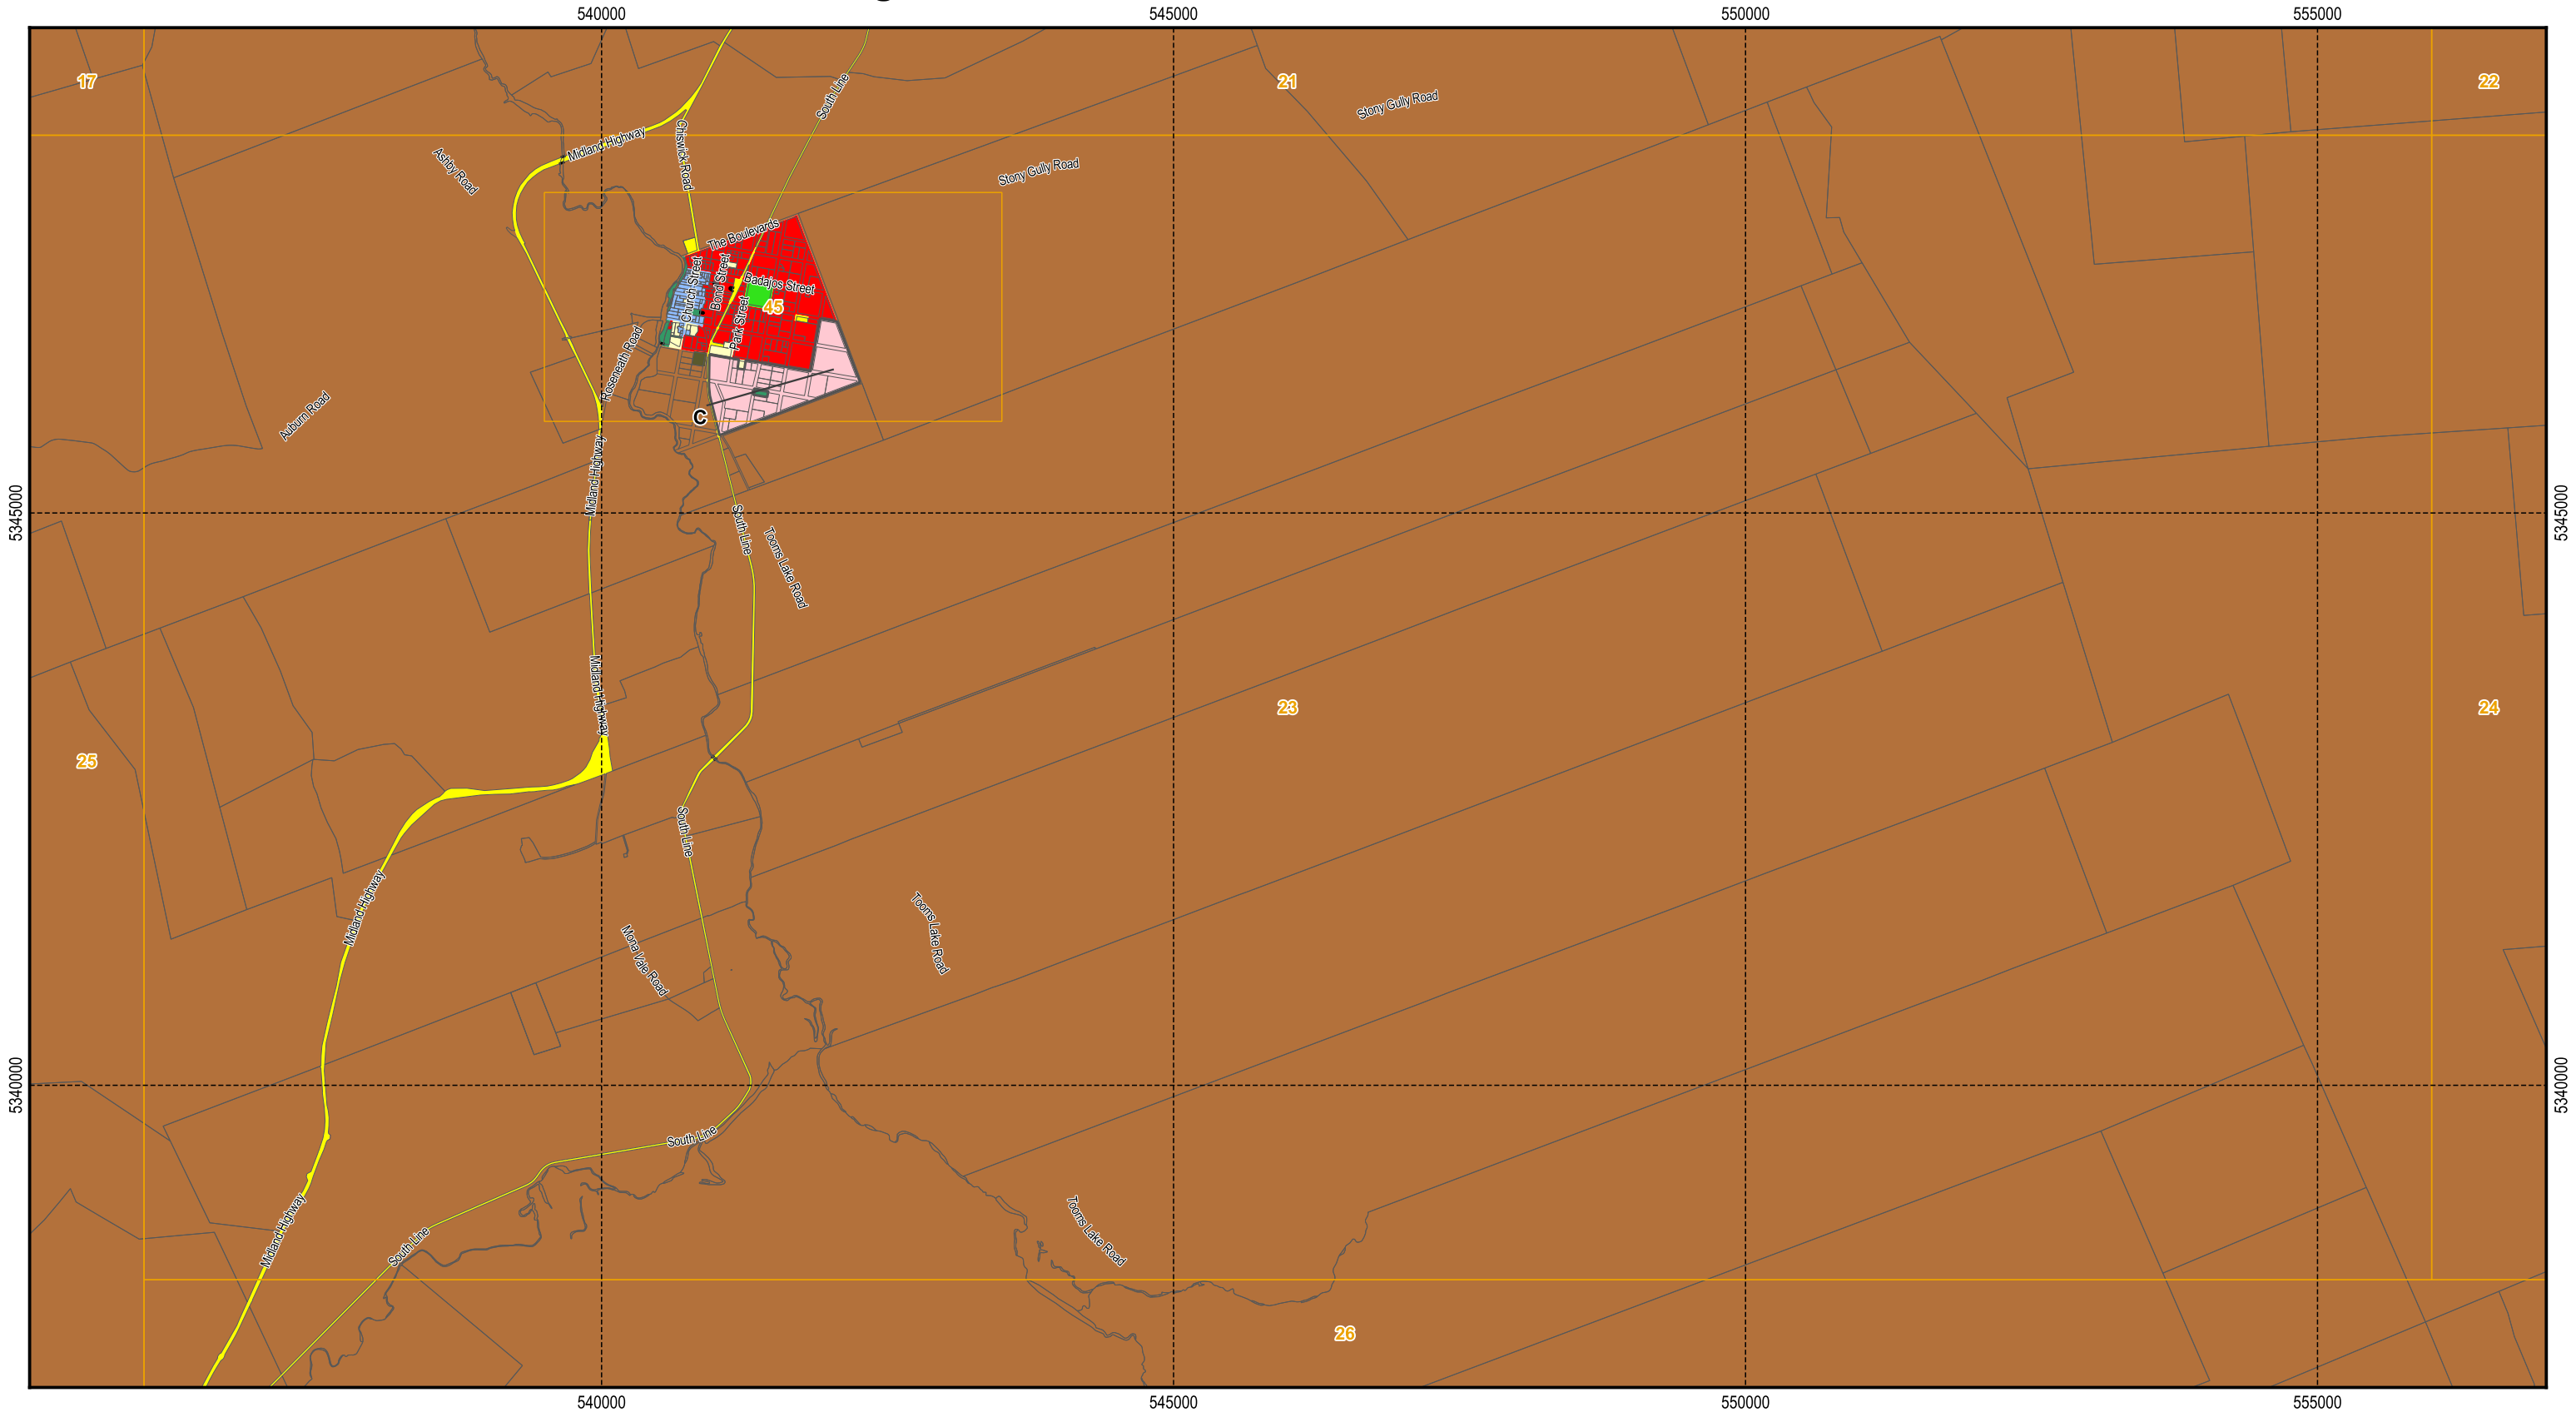 540000
545000
550000
555000
17
21
22
South Line
Stony Gully Road
Midland Highway
Chiswick Road
Ashby Road
Stony Gully Road
The Boulevards
Church Street
Bond Street
Badajos Street
45
Park Street
Roseneath Road
Auburn Road
C
Midland Highway
5345000
5345000
South Line
Tooms Lake Road
Midland Highway
23
24
25
South Line
Midland Highway
Tooms Lake Road
Mona Vale Road
5340000
5340000
South Line
Midland Highway
South Line
Tooms Lake Road
26
540000
545000
550000
555000